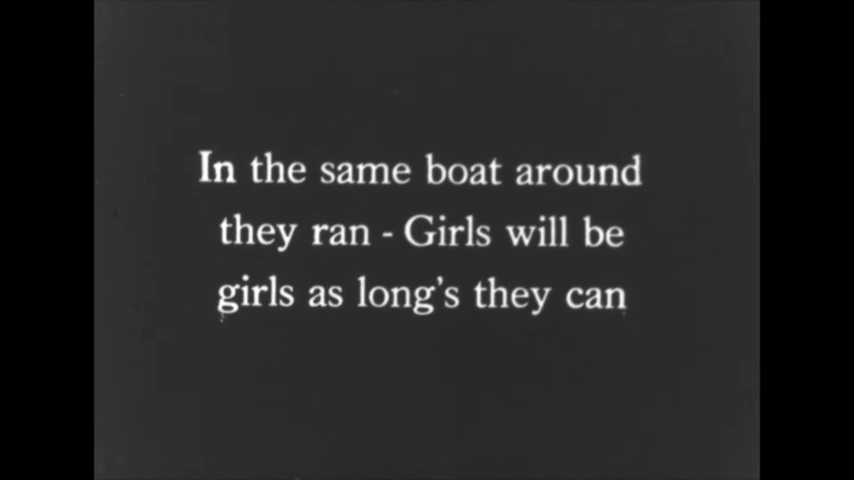 In the same boat around
they ran - Girls will be
girls as long's they can